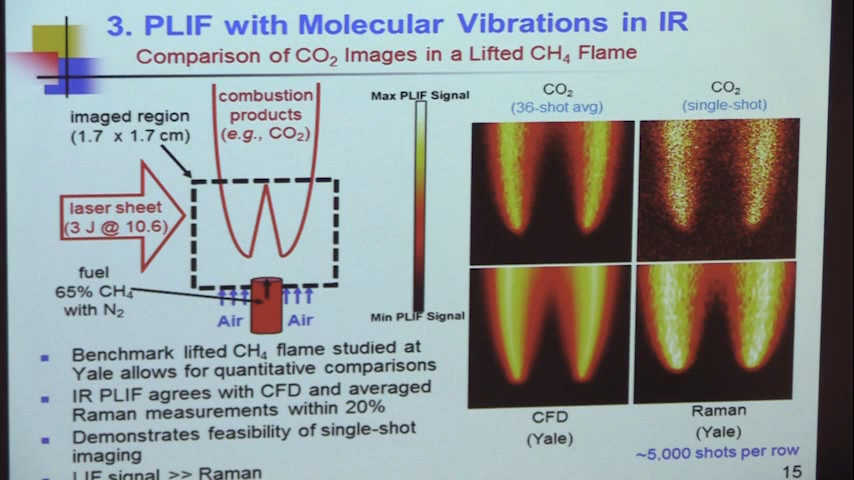 3. PLIF with Molecular Vibrations in IR
Comparison of CO₂ Images in a Lifted CH₄ Flame
imaged region
(1.7 x 1.7 cm)
combustion
products
(e.g., CO₂)
laser sheet
(3 J @ 10.6)
fuel
65% CH₄
with N₂
Air
Air
Max PLIF Signal
Min PLIF Signal
CO₂
(36-shot avg)
CO₂
(single-shot)
CFD
(Yale)
Raman
(Yale)
~5,000 shots per row
Benchmark lifted CH₄ flame studied at
Yale allows for quantitative comparisons
IR PLIF agrees with CFD and averaged
Raman measurements within 20%
Demonstrates feasibility of single-shot
imaging
LIF signal >> Raman
15